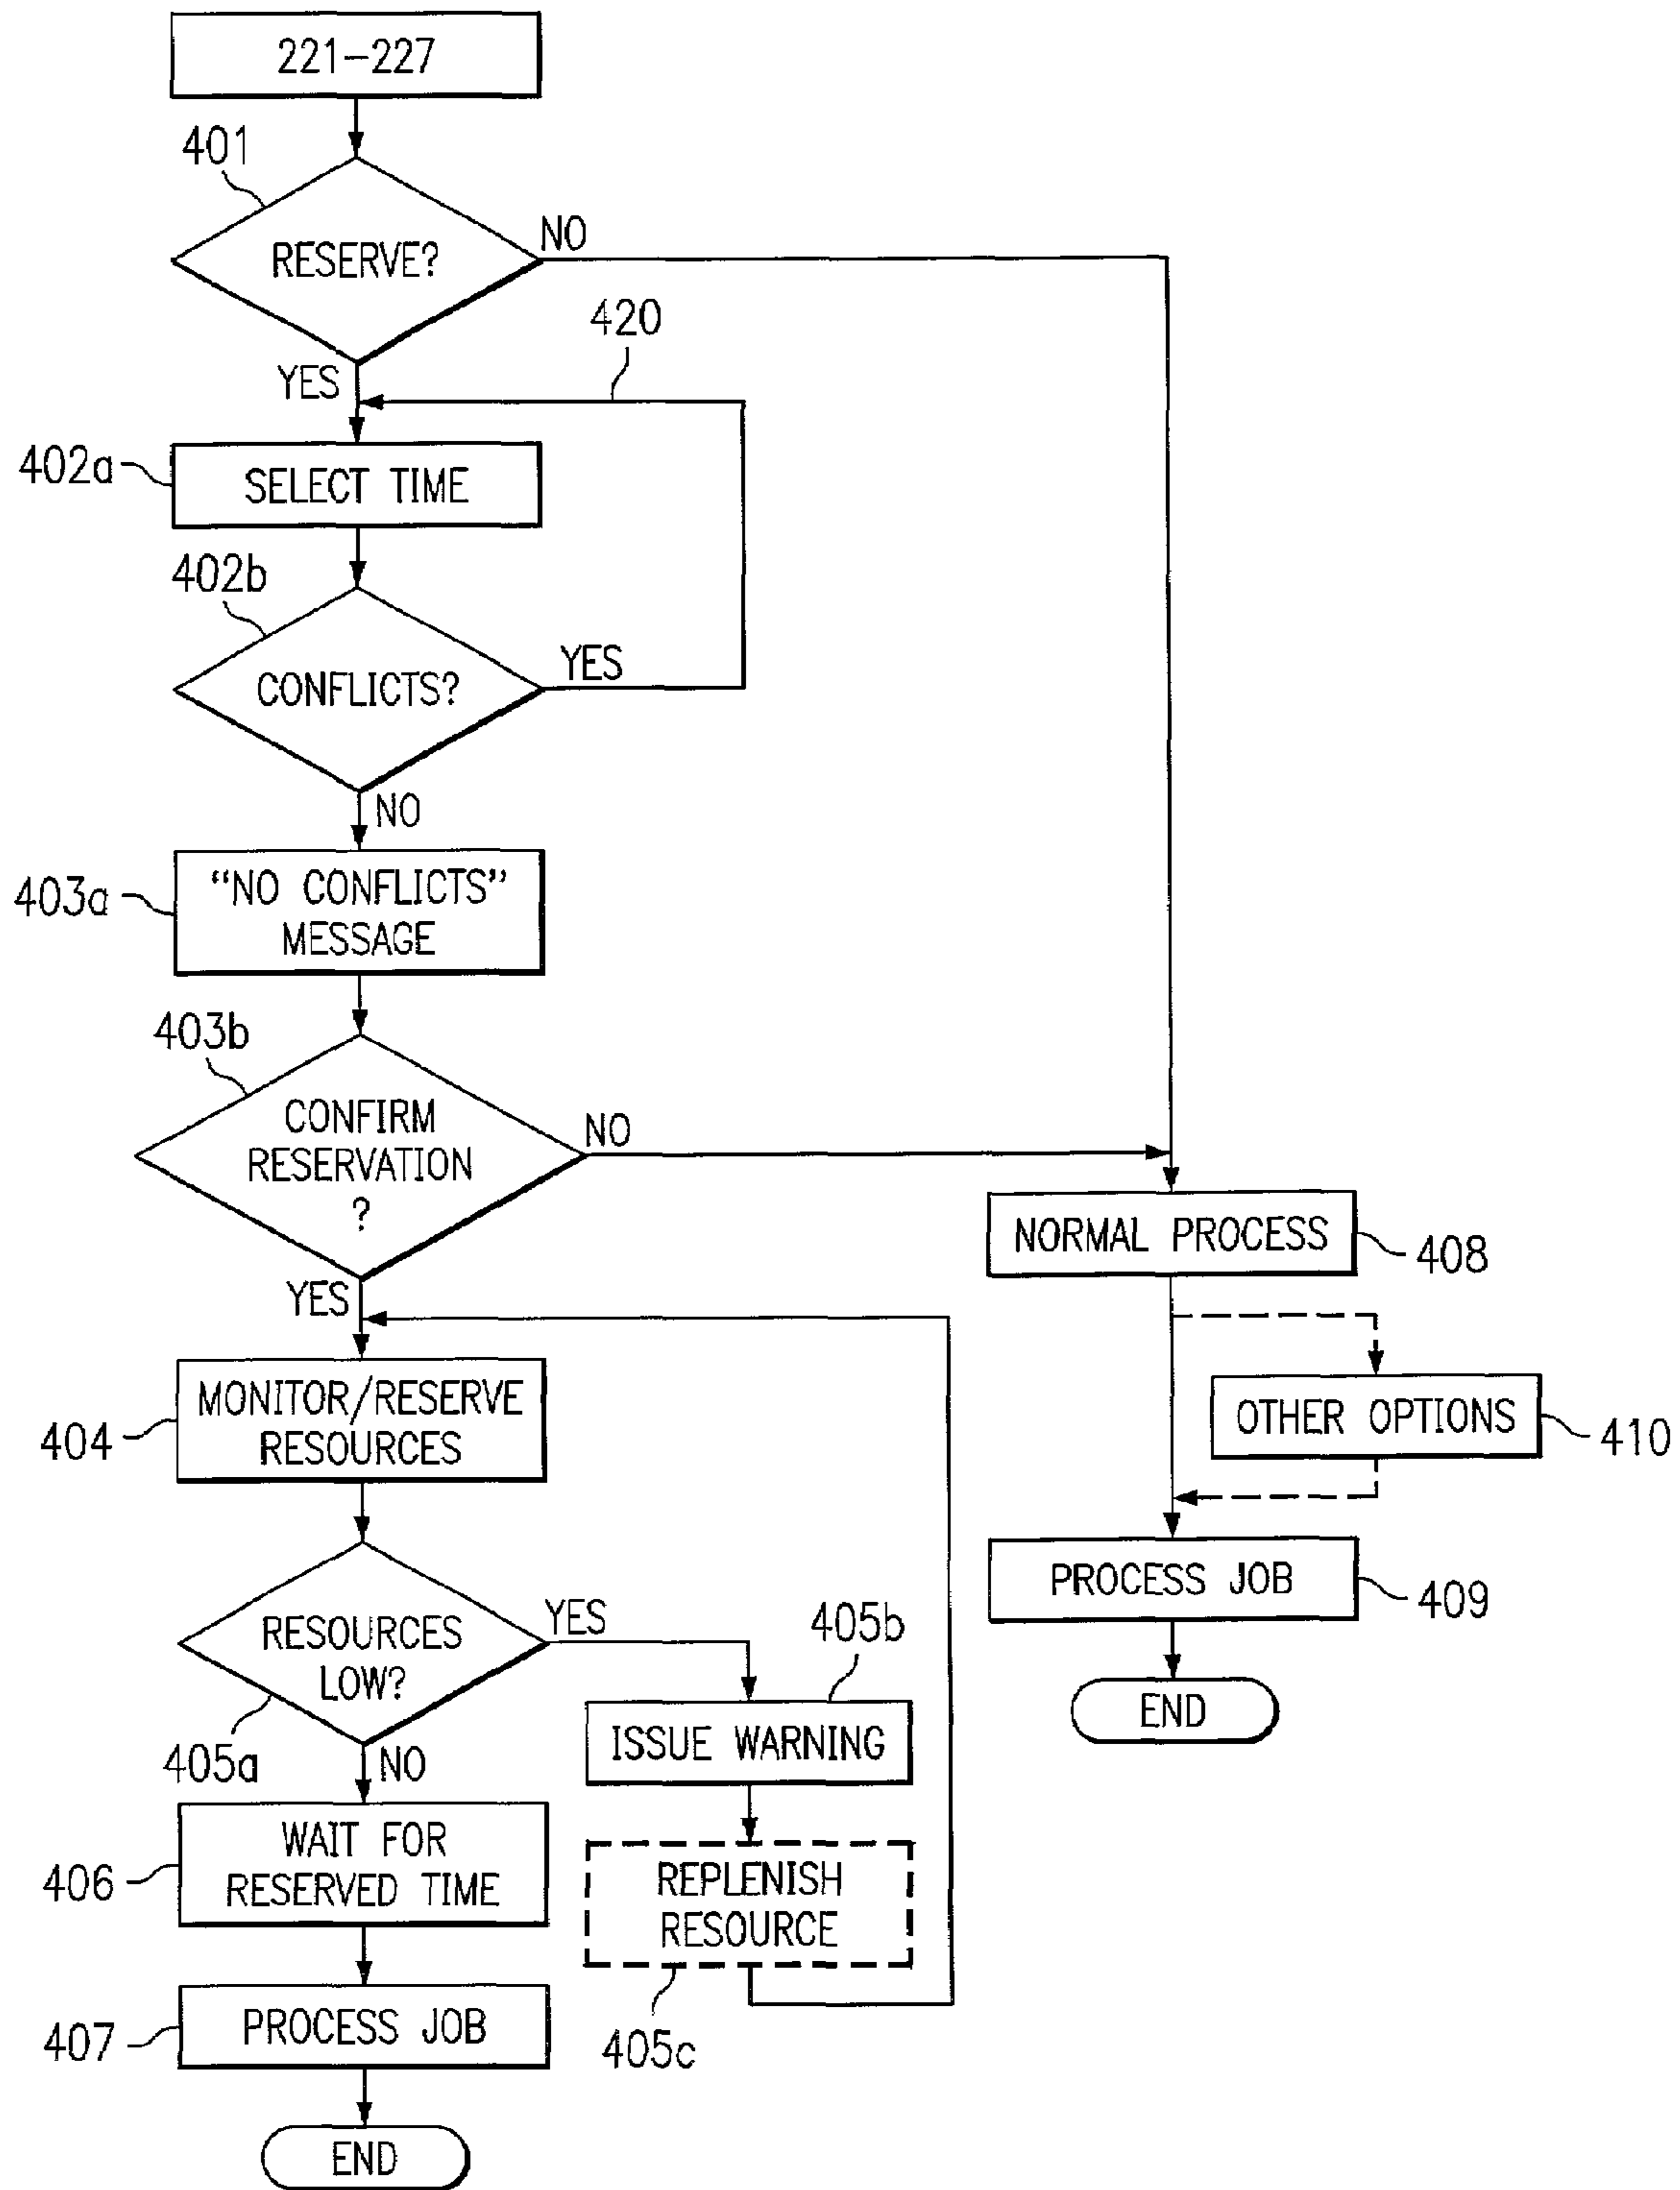 221-227
401
RESERVE?
NO
YES
420
402a
SELECT TIME
402b
CONFLICTS?
YES
NO
403a
“NO CONFLICTS”
MESSAGE
403b
CONFIRM
RESERVATION
?
NO
YES
NORMAL PROCESS
408
404
MONITOR/RESERVE
RESOURCES
OTHER OPTIONS
410
PROCESS JOB
409
END
RESOURCES
LOW?
YES
405a
NO
405b
ISSUE WARNING
406
WAIT FOR
RESERVED TIME
REPLENISH
RESOURCE
405c
407
PROCESS JOB
END